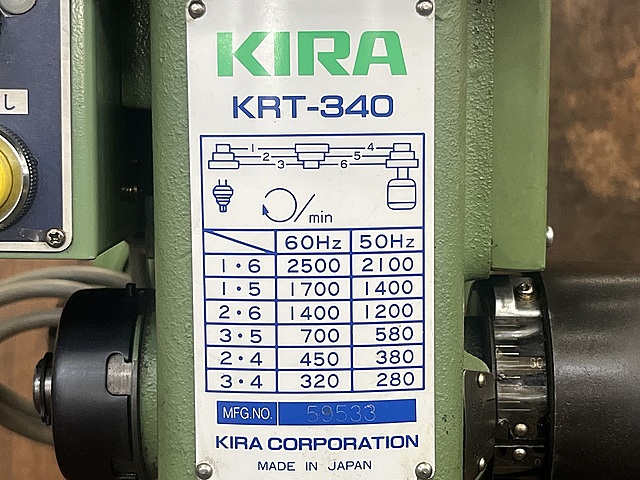 KIRA
KRT-340
し
1 4
2 5
3 6
/min
60Hz 50Hz
1・6 2500 2100
1・5 1700 1400
2・6 1400 1200
3・5 700 580
2・4 450 380
3・4 320 280
MFG.NO. 59533
KIRA CORPORATION
MADE IN JAPAN